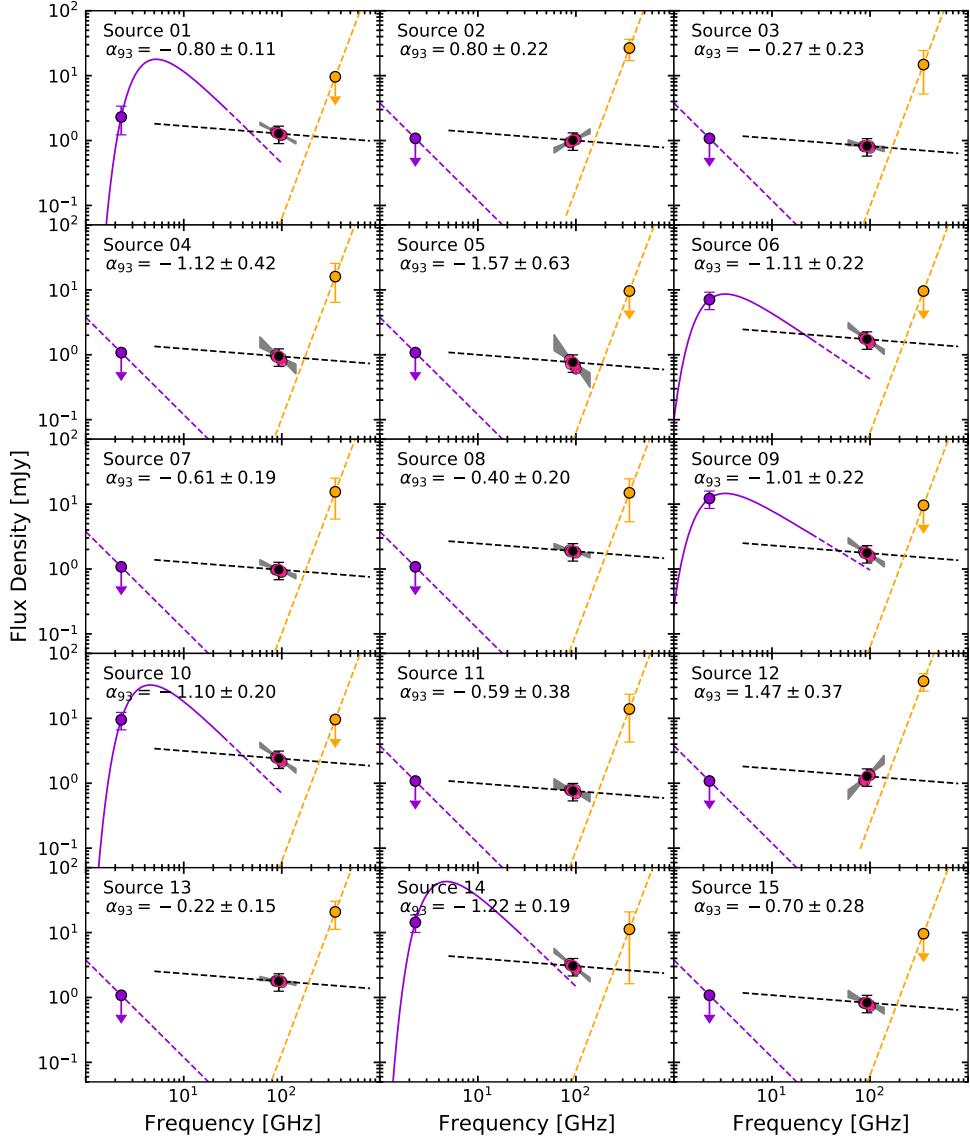 Source 01
α₉₃ = −0.80 ± 0.11
Source 02
α₉₃ = 0.80 ± 0.22
Source 03
α₉₃ = −0.27 ± 0.23
10²
10¹
10⁰
10⁻¹
Source 04
α₉₃ = −1.12 ± 0.42
Source 05
α₉₃ = −1.57 ± 0.63
Source 06
α₉₃ = −1.11 ± 0.22
10²
10¹
10⁰
10⁻¹
Source 07
α₉₃ = −0.61 ± 0.19
Source 08
α₉₃ = −0.40 ± 0.20
Source 09
α₉₃ = −1.01 ± 0.22
10²
10¹
10⁰
10⁻¹
Flux Density [mJy]
Source 10
α₉₃ = −1.10 ± 0.20
Source 11
α₉₃ = −0.59 ± 0.38
Source 12
α₉₃ = 1.47 ± 0.37
10²
10¹
10⁰
10⁻¹
Source 13
α₉₃ = −0.22 ± 0.15
Source 14
α₉₃ = −1.22 ± 0.19
Source 15
α₉₃ = −0.70 ± 0.28
10²
10¹
10⁰
10⁻¹
10¹ 10² 10¹ 10² 10¹ 10²
Frequency [GHz] Frequency [GHz] Frequency [GHz]